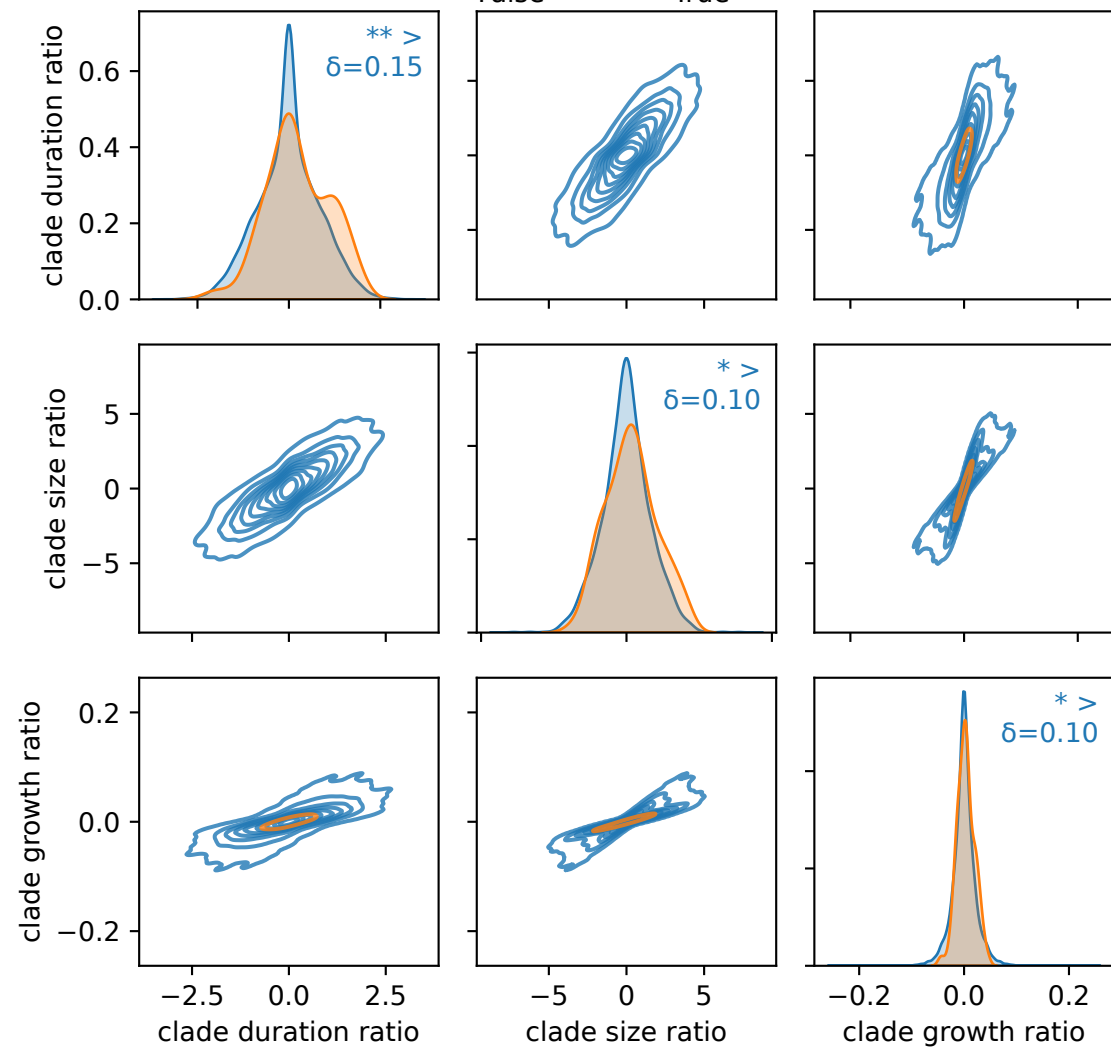 clade duration ratio
0.6
0.4
0.2
0.0
** >
δ=0.15
clade size ratio
5
0
−5
* >
δ=0.10
clade growth ratio
0.2
0.0
−0.2
* >
δ=0.10
−2.5 0.0 2.5
−5 0 5
−0.2 0.0 0.2
clade duration ratio
clade size ratio
clade growth ratio